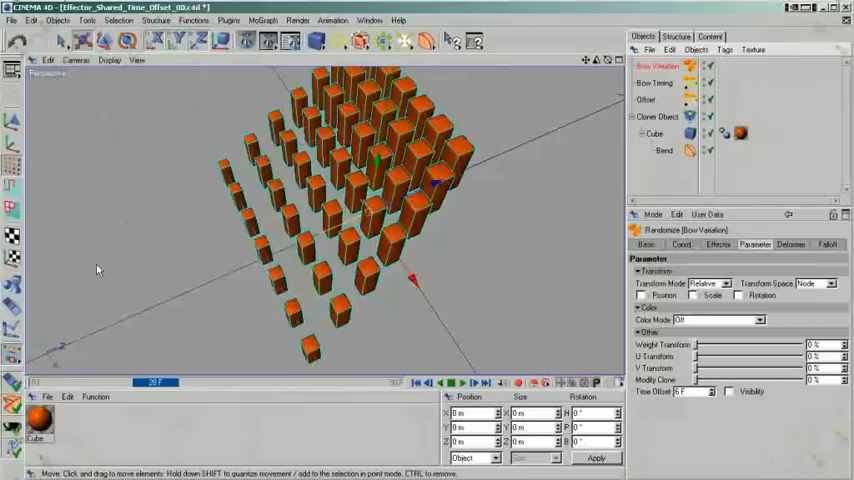 CINEMA 4D - [Effector_Shared_Time_Offset_00.c4d *]
File Edit Objects Tools Selection Structure Functions Plugins MoGraph Render Animation Window Help
Objects Structure Content
File Edit Objects Tags Texture
Edit Cameras Display View
Perspective
Bow Variation
Bow Timing
Offset
Cloner Object
Cube
Bend
Mode Edit User Data
Randomize [Bow Variation]
Basic Coord. Effector Parameter Deformer Falloff
Parameter
Transform
Transform Mode Relative Transform Space Node
Position Scale Rotation
Color
Color Mode Off
Other
Weight Transform 0 %
U Transform 0 %
V Transform 0 %
Modify Clone 0 %
Time Offset 6 F Visibility
28 F
File Edit Function
Cube
Position Size Rotation
X 0 m X 0 m H 0 °
Y 0 m Y 0 m P 0 °
Z 0 m Z 0 m B 0 °
Object Size Apply
Move: Click and drag to move elements: Hold down SHIFT to quantize movement / add to the selection in point mode, CTRL to remove.